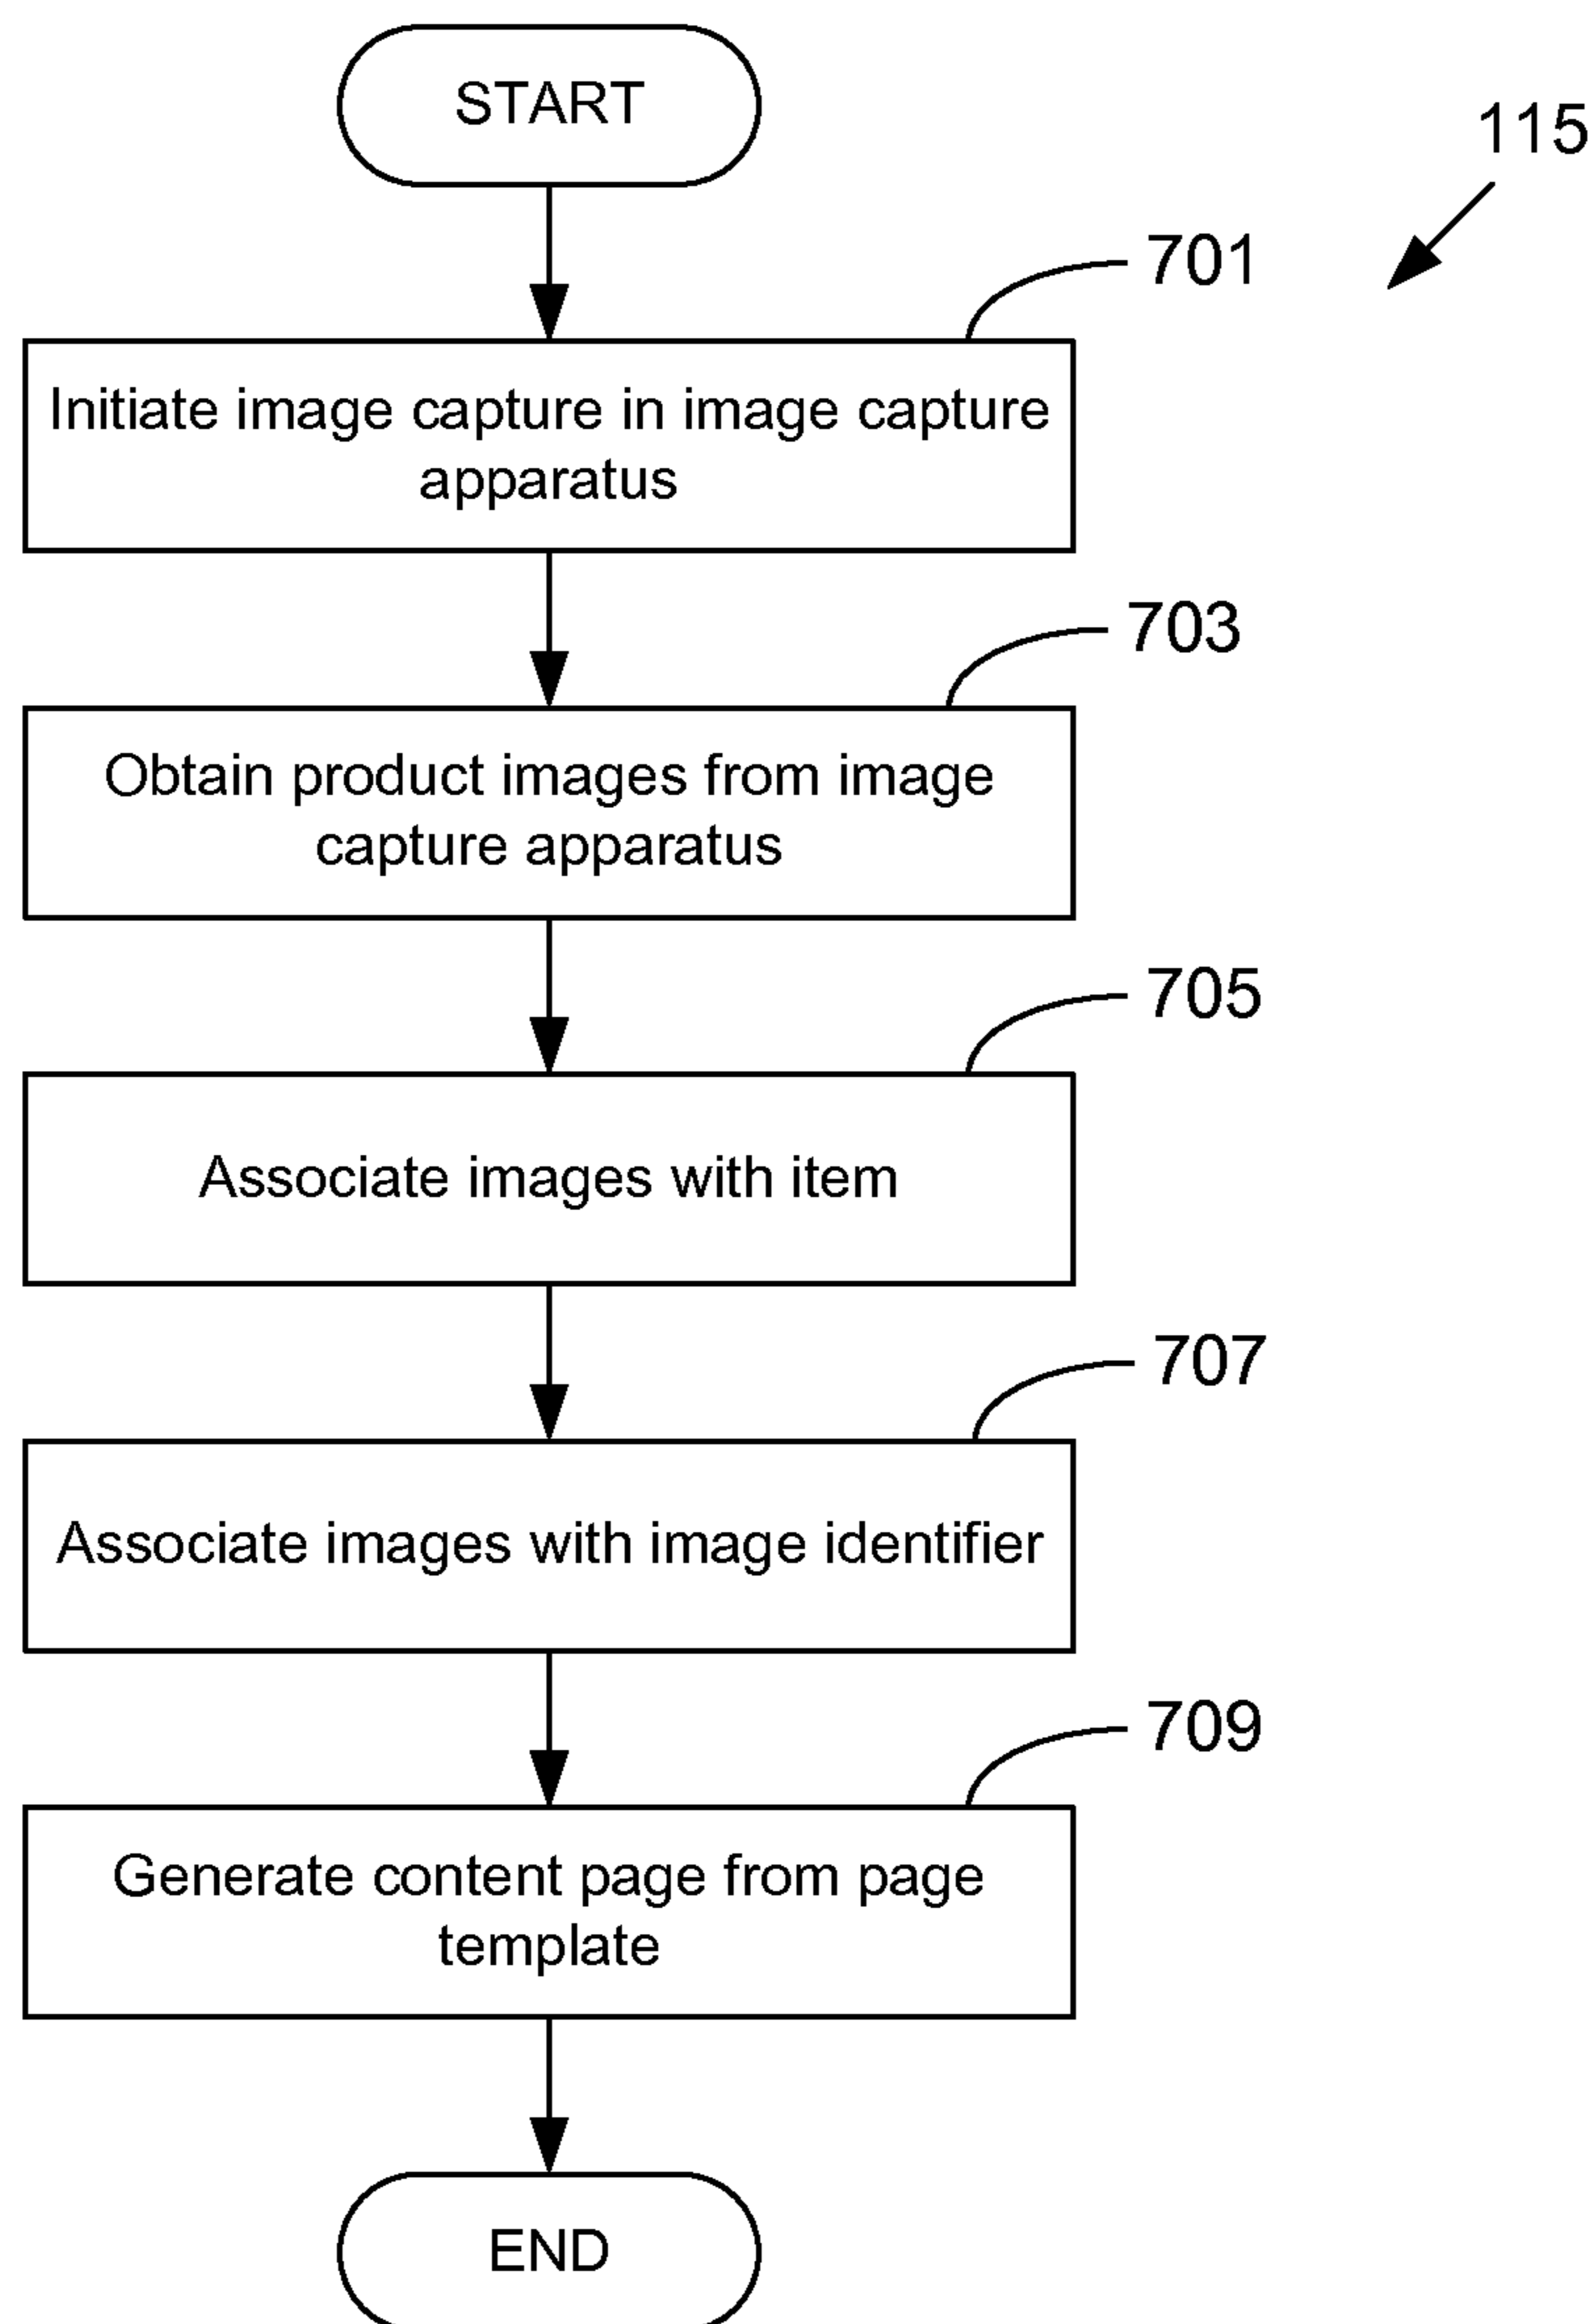 START
115
701
Initiate image capture in image capture
apparatus
703
Obtain product images from image
capture apparatus
705
Associate images with item
707
Associate images with image identifier
709
Generate content page from page
template
END